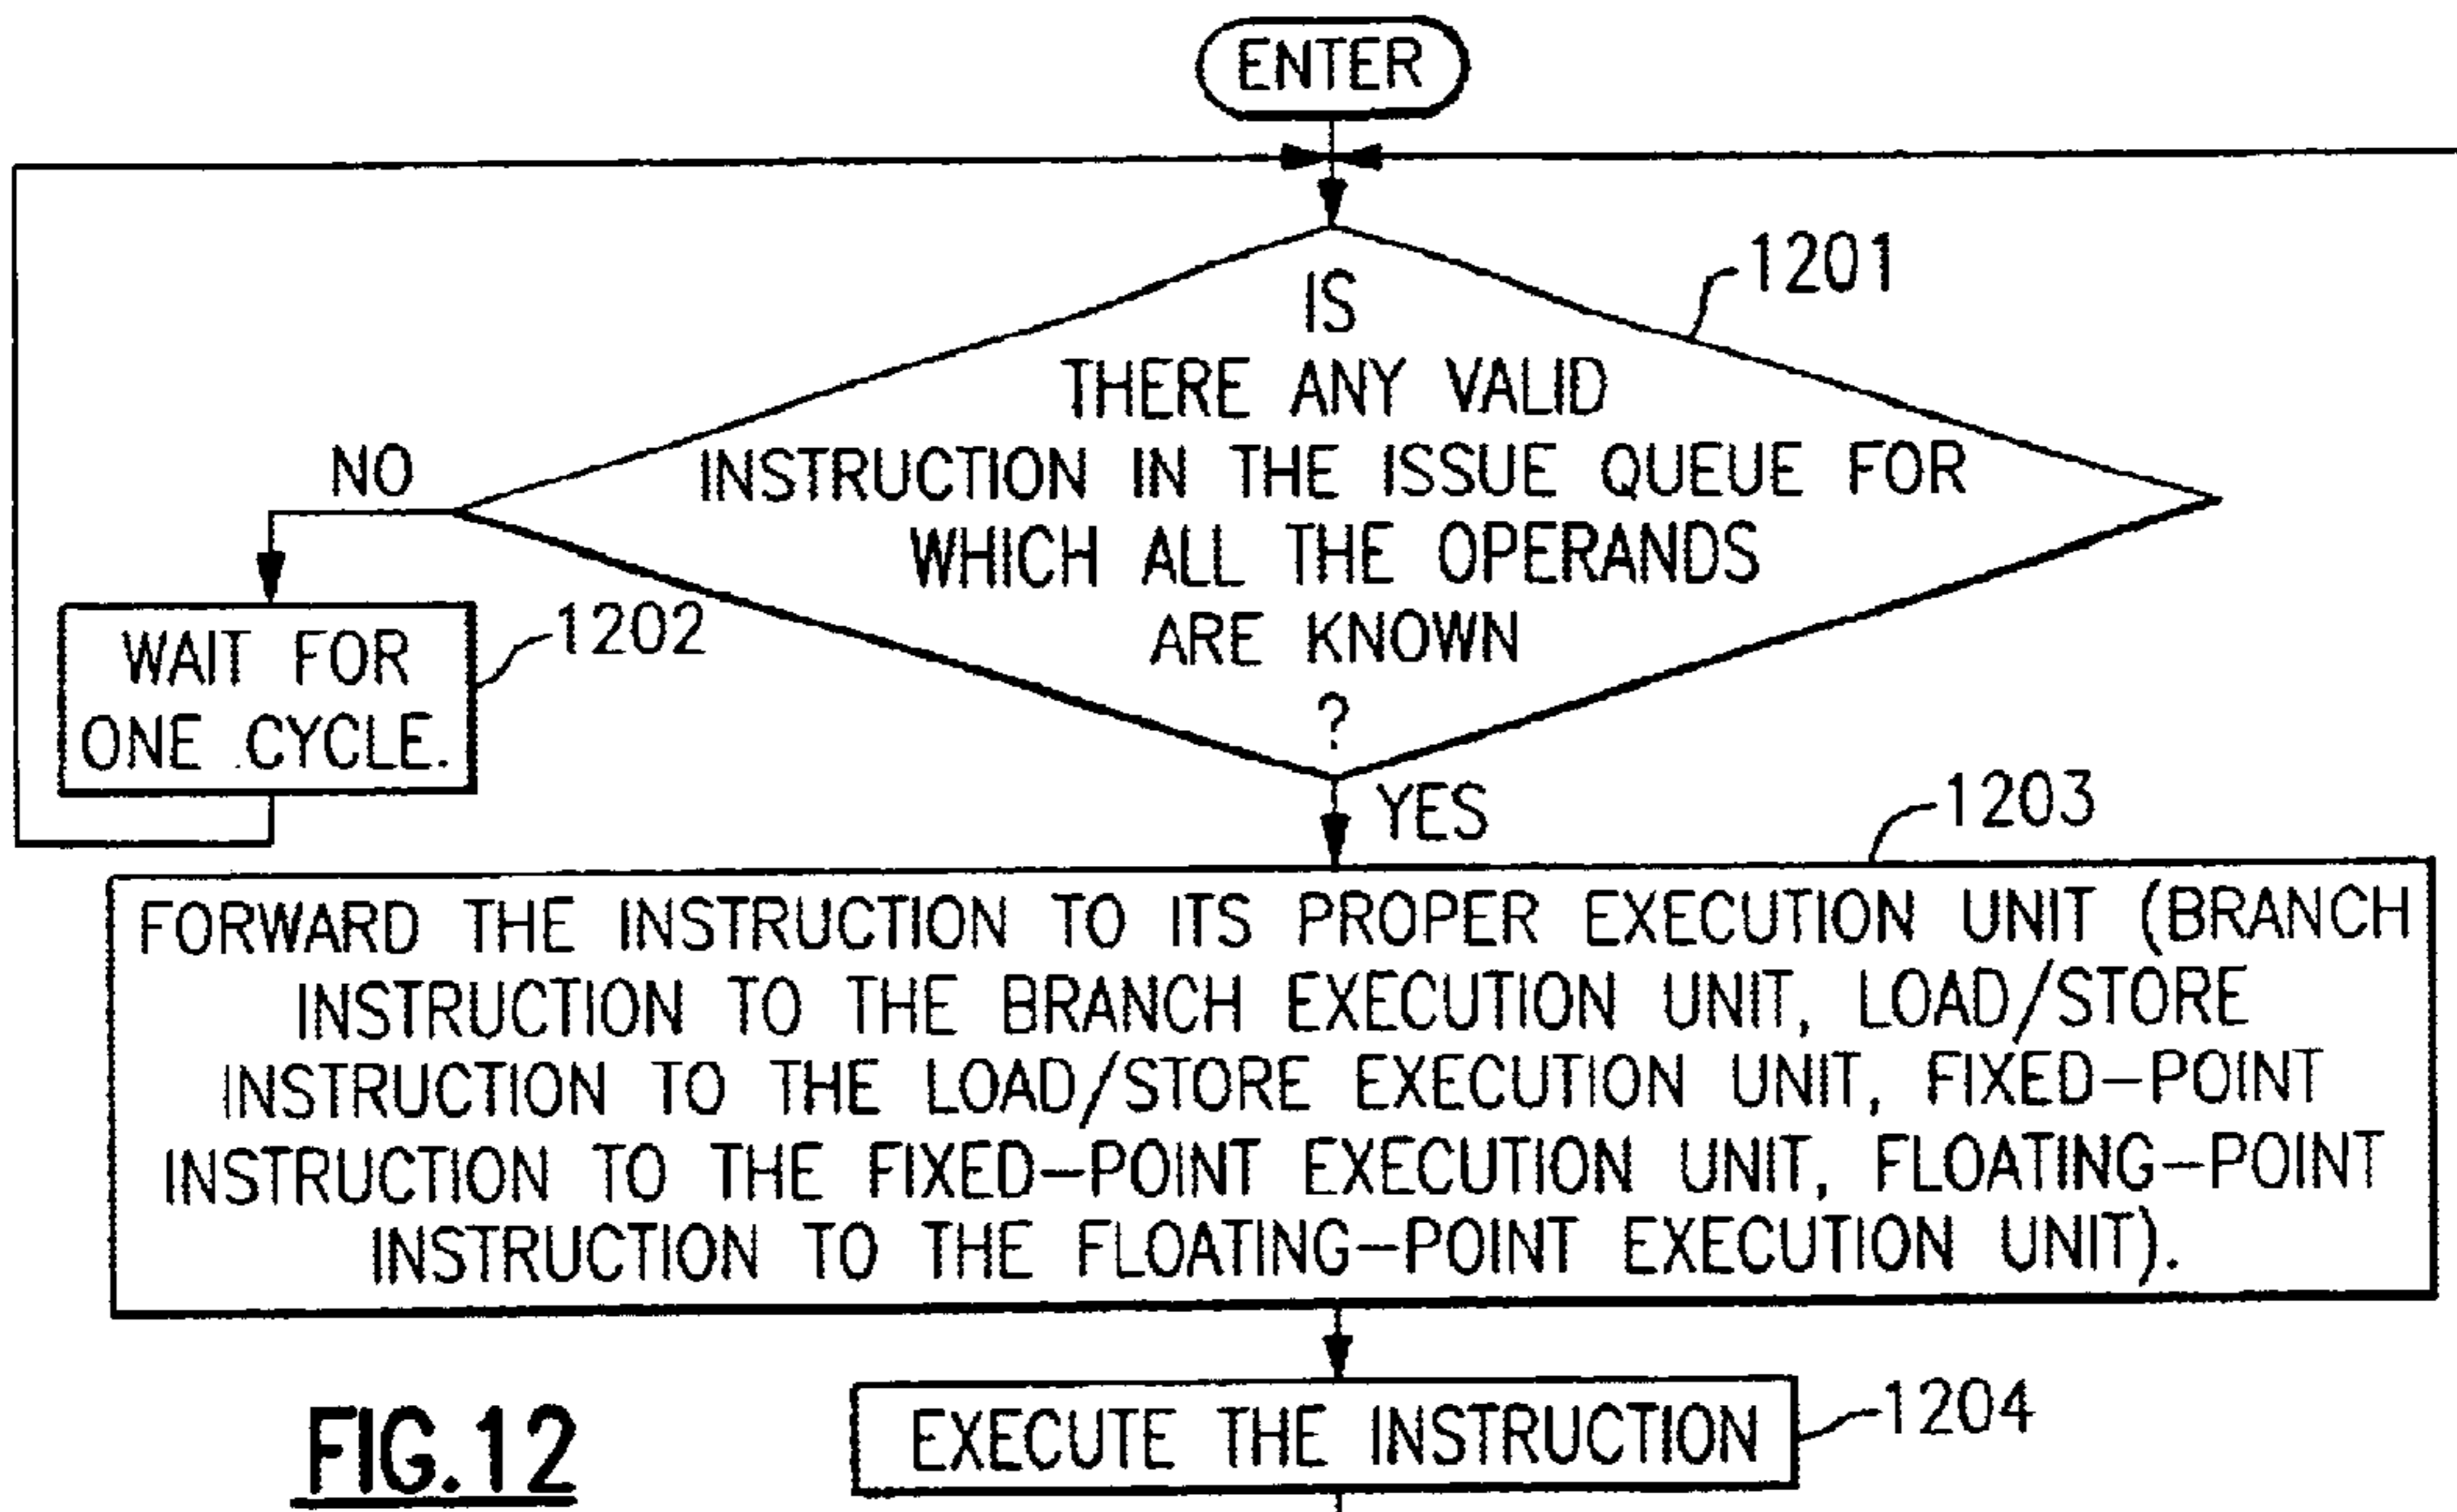 ENTER
1201
IS
THERE ANY VALID
INSTRUCTION IN THE ISSUE QUEUE FOR
WHICH ALL THE OPERANDS
ARE KNOWN
?
NO
1202
WAIT FOR
ONE CYCLE.
YES
1203
FORWARD THE INSTRUCTION TO ITS PROPER EXECUTION UNIT (BRANCH
INSTRUCTION TO THE BRANCH EXECUTION UNIT, LOAD/STORE
INSTRUCTION TO THE LOAD/STORE EXECUTION UNIT, FIXED-POINT
INSTRUCTION TO THE FIXED-POINT EXECUTION UNIT, FLOATING-POINT
INSTRUCTION TO THE FLOATING-POINT EXECUTION UNIT).
EXECUTE THE INSTRUCTION
1204
FIG.12